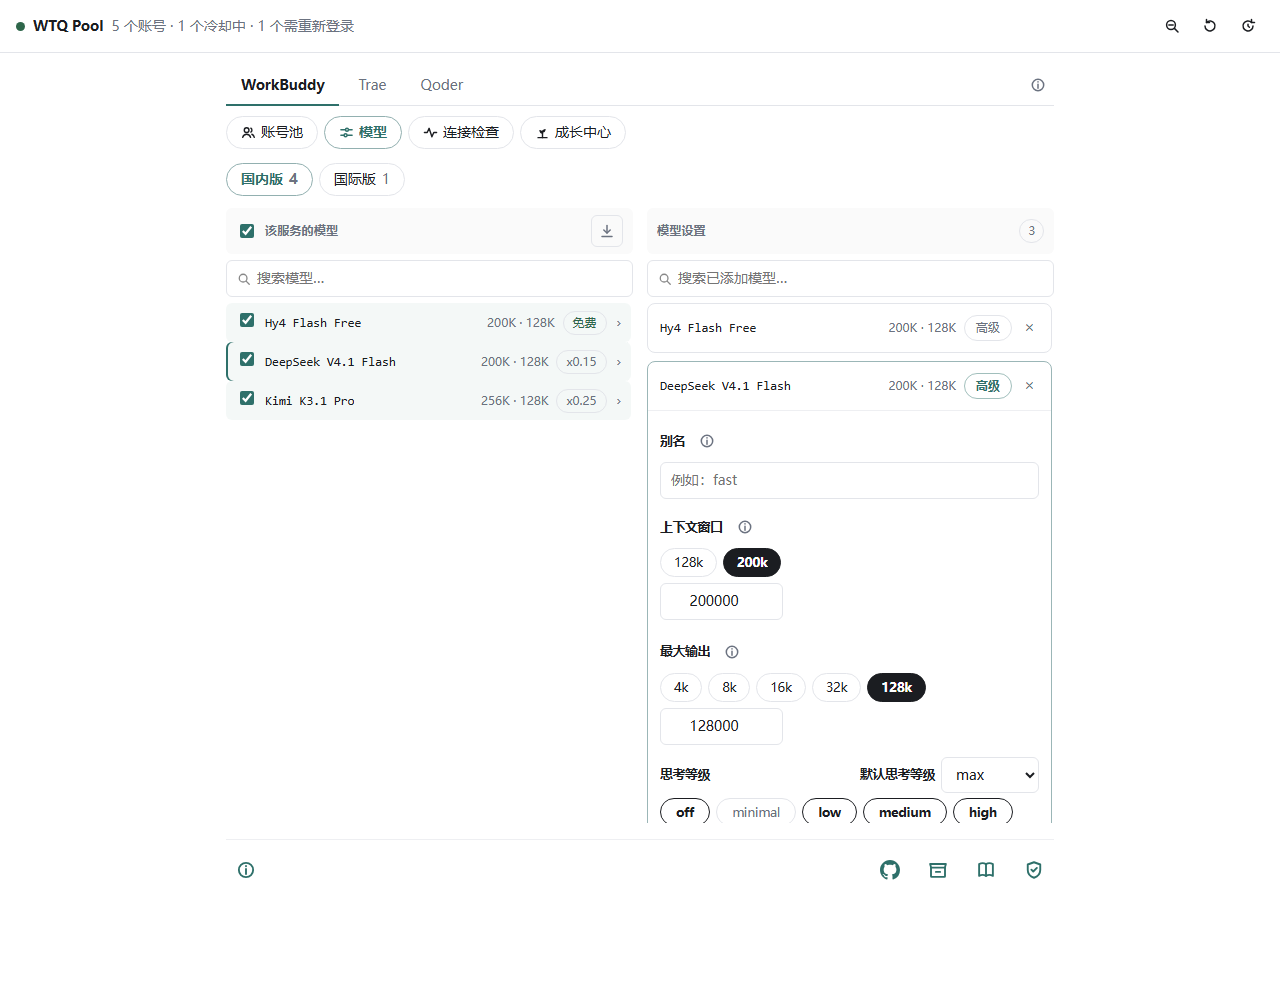 WTQ Pool 5 个账号 · 1 个冷却中 · 1 个需重新登录
WorkBuddy Trae Qoder
账号池 模型 连接检查 成长中心
国内版 4 国际版 1
该服务的模型
搜索模型...
Hy4 Flash Free 200K · 128K 免费 ›
DeepSeek V4.1 Flash 200K · 128K x0.15 ›
Kimi K3.1 Pro 256K · 128K x0.25 ›
模型设置 3
搜索已添加模型...
Hy4 Flash Free 200K · 128K 高级 ×
DeepSeek V4.1 Flash 200K · 128K 高级 ×
别名
例如：fast
上下文窗口
128k 200k
200000
最大输出
4k 8k 16k 32k 128k
128000
思考等级 默认思考等级 max
off minimal low medium high